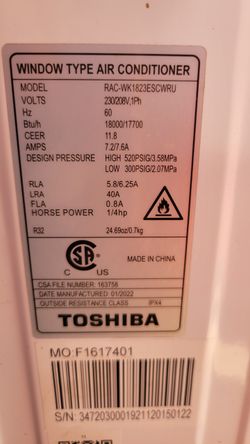 WINDOW TYPE AIR CONDITIONER
MODEL RAC-WK1823ESCWRU
VOLTS 230/208V,1Ph
Hz 60
Btu/h 18000/17700
CEER 11.8
AMPS 7.2/7.6A
DESIGN PRESSURE HIGH 520PSIG/3.58MPa
LOW 300PSIG/2.07MPa
RLA 5.8/6.25A
LRA 40A
FLA 0.8A
HORSE POWER 1/4hp
R32 24.69oz/0.7kg
CSA
C US
MADE IN CHINA
CSA FILE NUMBER: 163758
DATE MANUFACTURED 01/2022
OUTSIDE RESISTANCE CLASS IPX4
TOSHIBA
MO:F1617401
S/N: 3472030001921120150122